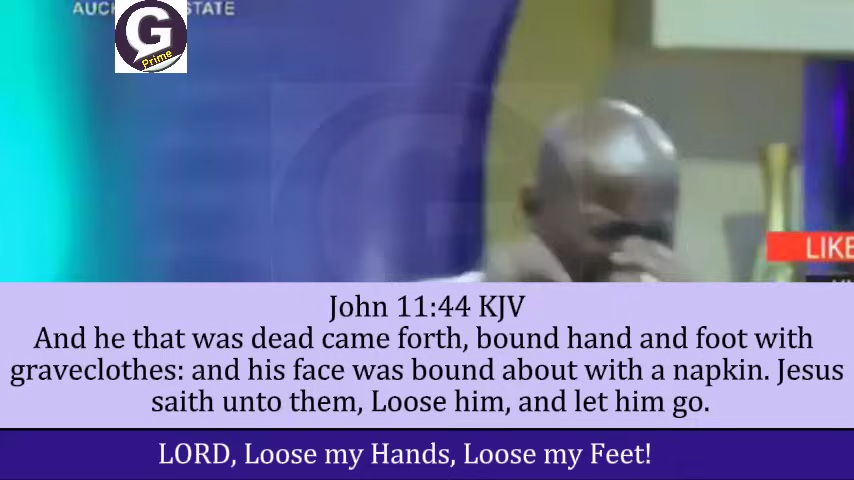 STATE
G
Prime
LIKE
John 11:44 KJV
And he that was dead came forth, bound hand and foot with
graveclothes: and his face was bound about with a napkin. Jesus
saith unto them, Loose him, and let him go.
LORD, Loose my Hands, Loose my Feet!